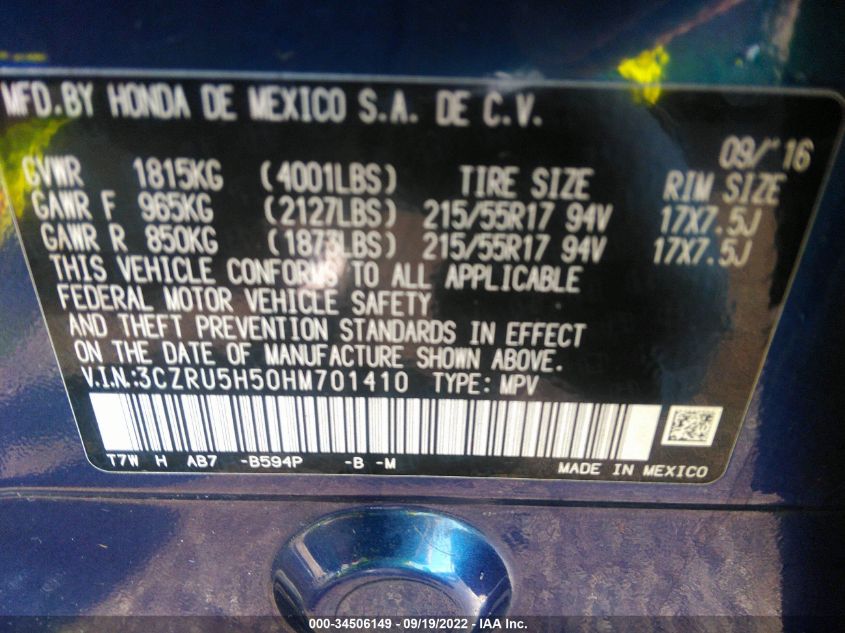 MFD.BY HONDA DE MEXICO S.A. DE C.V.
09/'16
GVWR 1815KG (4001LBS) TIRE SIZE RIM SIZE
GAWR F 965KG (2127LBS) 215/55R17 94V 17X7.5J
GAWR R 850KG (1873LBS) 215/55R17 94V 17X7.5J
THIS VEHICLE CONFORMS TO ALL APPLICABLE
FEDERAL MOTOR VEHICLE SAFETY
AND THEFT PREVENTION STANDARDS IN EFFECT
ON THE DATE OF MANUFACTURE SHOWN ABOVE.
V.I.N.:3CZRU5H50HM701410 TYPE: MPV
T7W H AB7 -B594P -B -M
MADE IN MEXICO
000-34506149 - 09/19/2022 - IAA Inc.